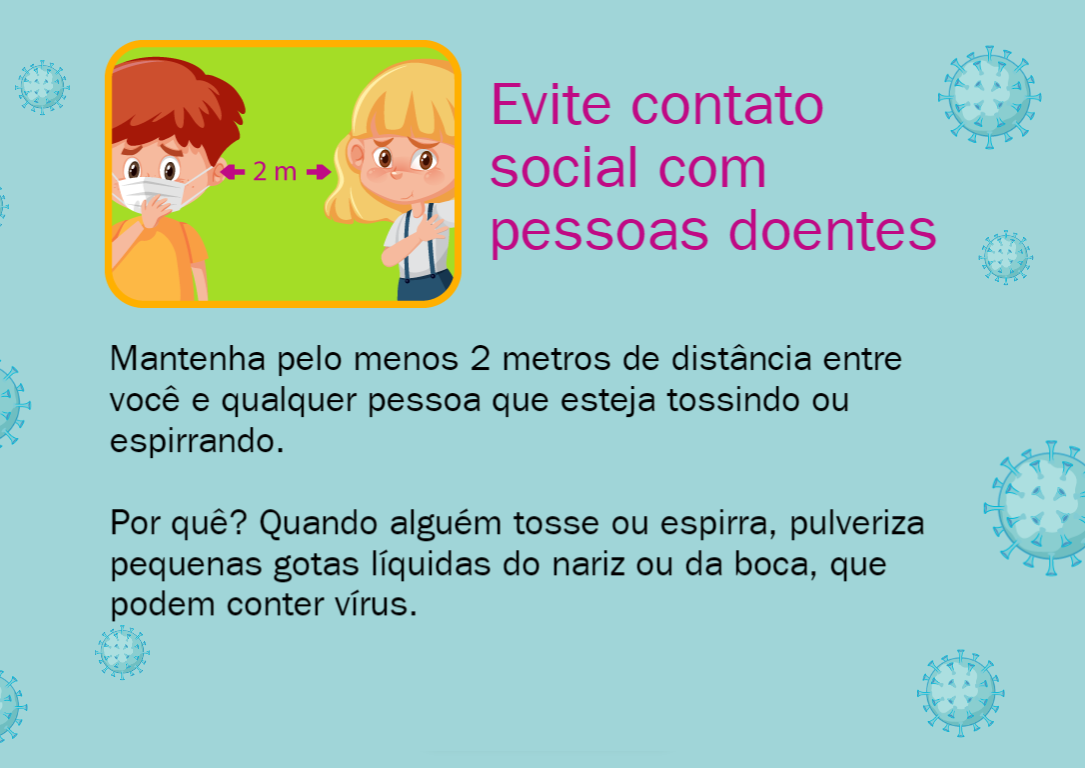 2 m
Evite contato
social com
pessoas doentes
Mantenha pelo menos 2 metros de distância entre
você e qualquer pessoa que esteja tossindo ou
espirrando.
Por quê? Quando alguém tosse ou espirra, pulveriza
pequenas gotas líquidas do nariz ou da boca, que
podem conter vírus.